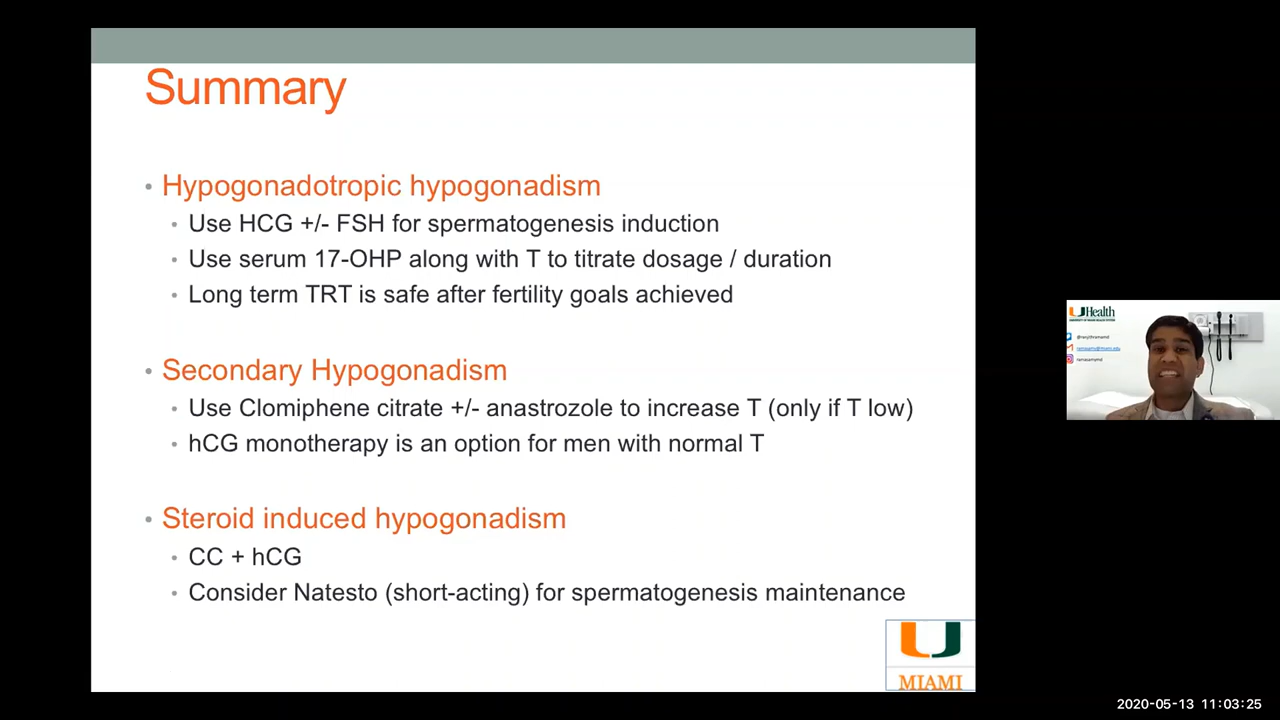 Summary
• Hypogonadotropic hypogonadism
• Use HCG +/- FSH for spermatogenesis induction
• Use serum 17-OHP along with T to titrate dosage / duration
• Long term TRT is safe after fertility goals achieved
• Secondary Hypogonadism
• Use Clomiphene citrate +/- anastrozole to increase T (only if T low)
• hCG monotherapy is an option for men with normal T
• Steroid induced hypogonadism
• CC + hCG
• Consider Natesto (short-acting) for spermatogenesis maintenance
U
MIAMI
UHealth
2020-05-13 11:03:25